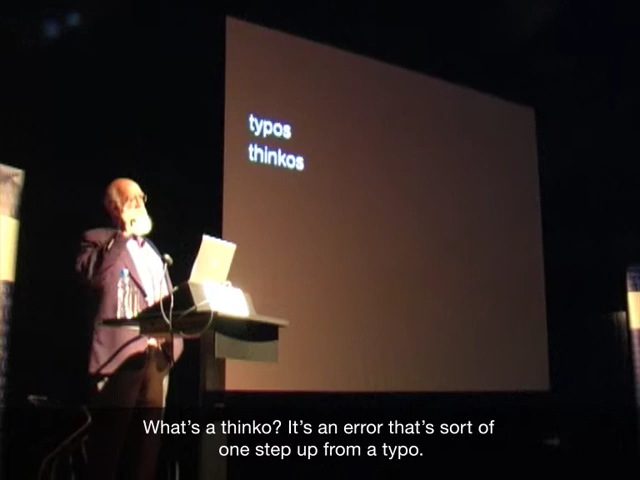 typos
thinkos
What's a thinko? It's an error that's sort of
one step up from a typo.